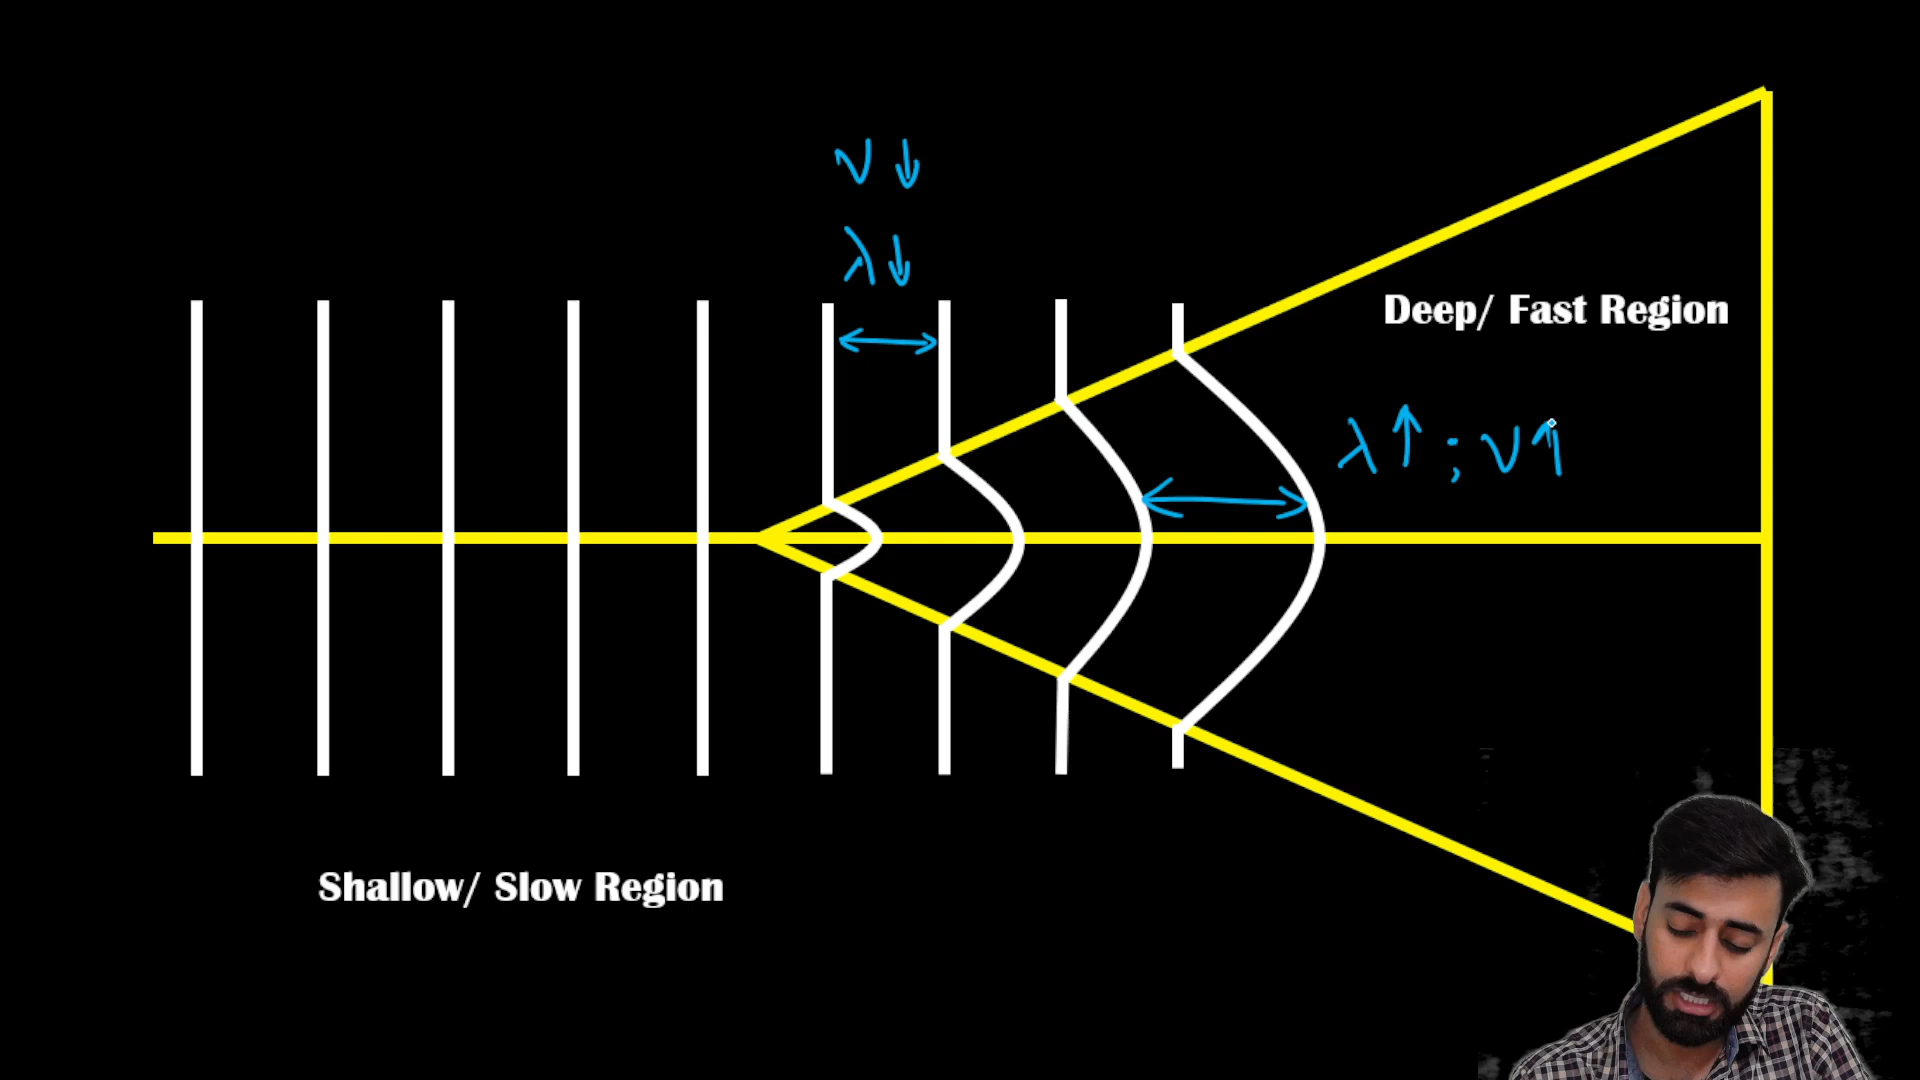 v ↓
λ ↓
Deep/ Fast Region
λ ↑ ; v ↑
Shallow/ Slow Region